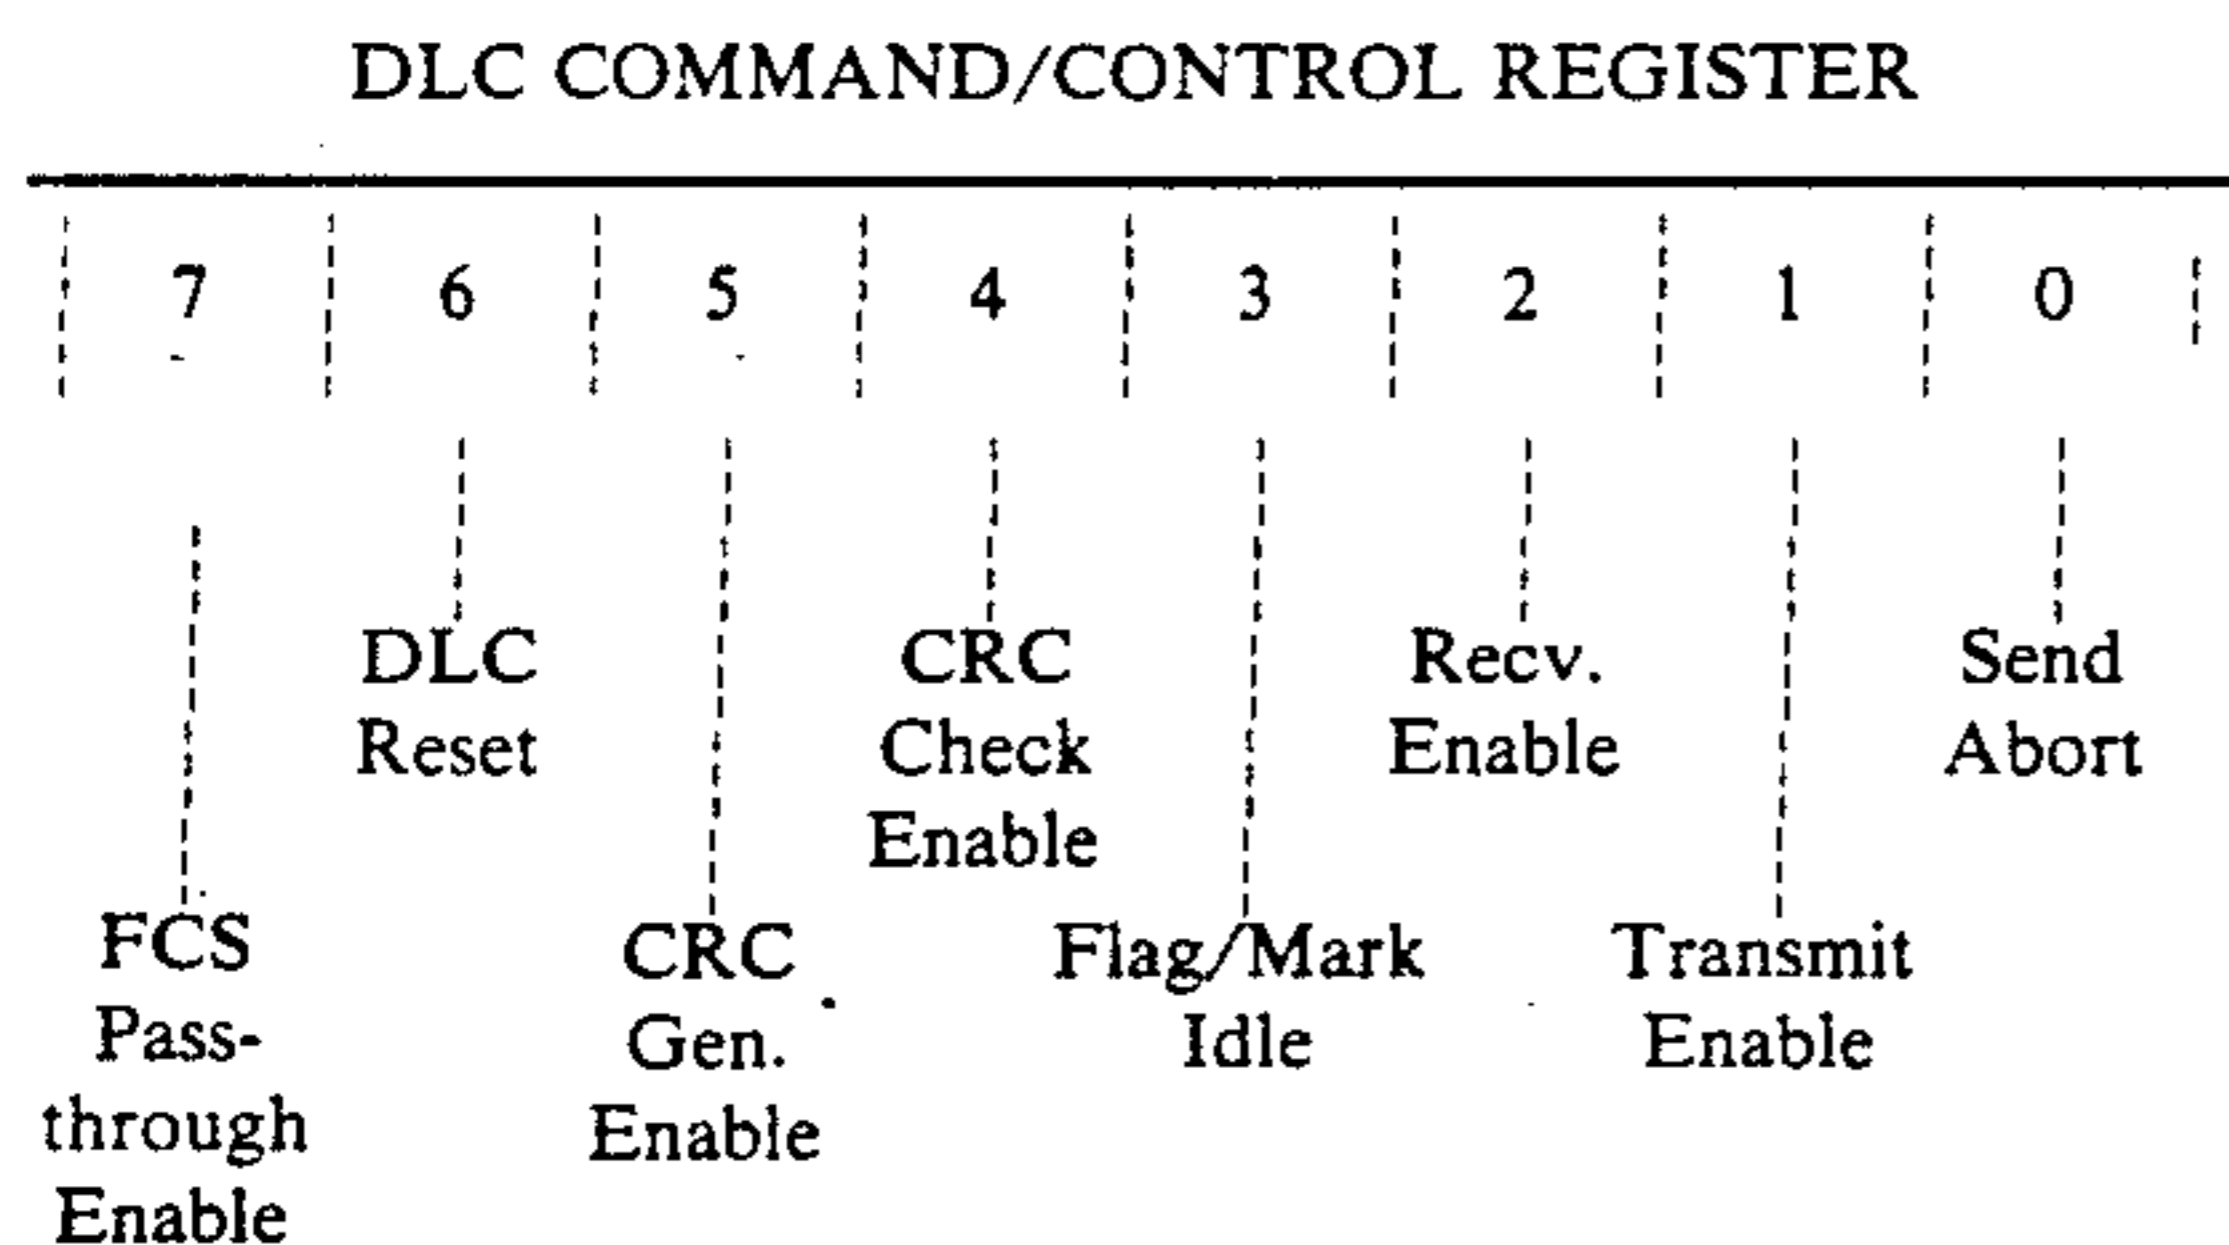 DLC COMMAND/CONTROL REGISTER
7 6 5 4 3 2 1 0
DLC
Reset
CRC
Check
Enable
Recv.
Enable
Send
Abort
FCS
Pass-
through
Enable
CRC
Gen.
Enable
Flag/Mark
Idle
Transmit
Enable